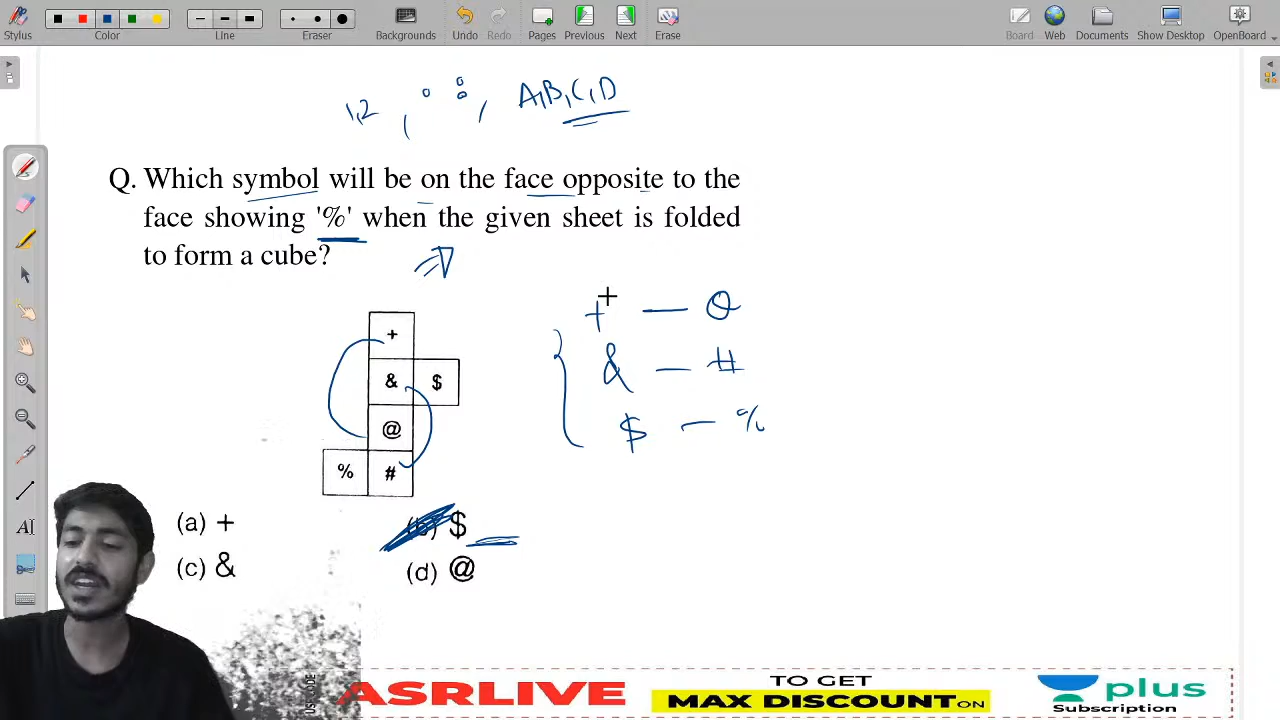 Stylus
Color
Line
Eraser
Backgrounds
Undo
Redo
Pages
Previous
Next
Erase
Board
Web
Documents
Show Desktop
OpenBoard
1,2 , A,B,C,D
Q. Which symbol will be on the face opposite to the
face showing '%' when the given sheet is folded
to form a cube?
+
& $
@
% #
+ — @
& — #
$ — %
(a) +
(b) $
(c) &
(d) @
ASRLIVE
TO GET
MAX DISCOUNT ON
plus
Subscription